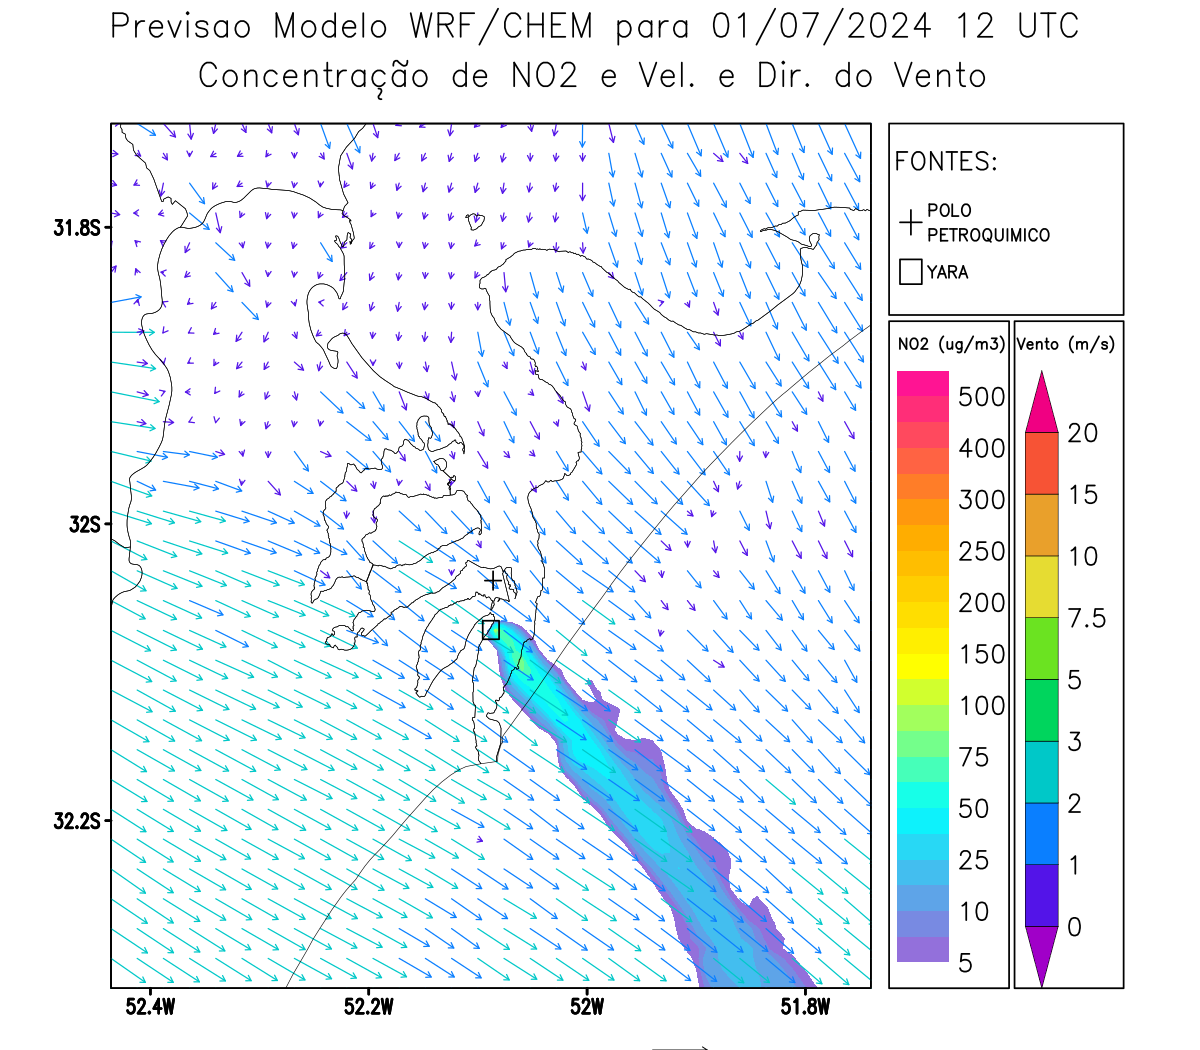 Previsao Modelo WRF/CHEM para 01/07/2024 12 UTC
Concentração de NO2 e Vel. e Dir. do Vento
FONTES:
POLO
PETROQUIMICO
YARA
NO2 (ug/m3)
500
400
300
250
200
150
100
75
50
25
10
5
Vento (m/s)
20
15
10
7.5
5
3
2
1
0
31.8S
32S
32.2S
52.4W
52.2W
52W
51.8W